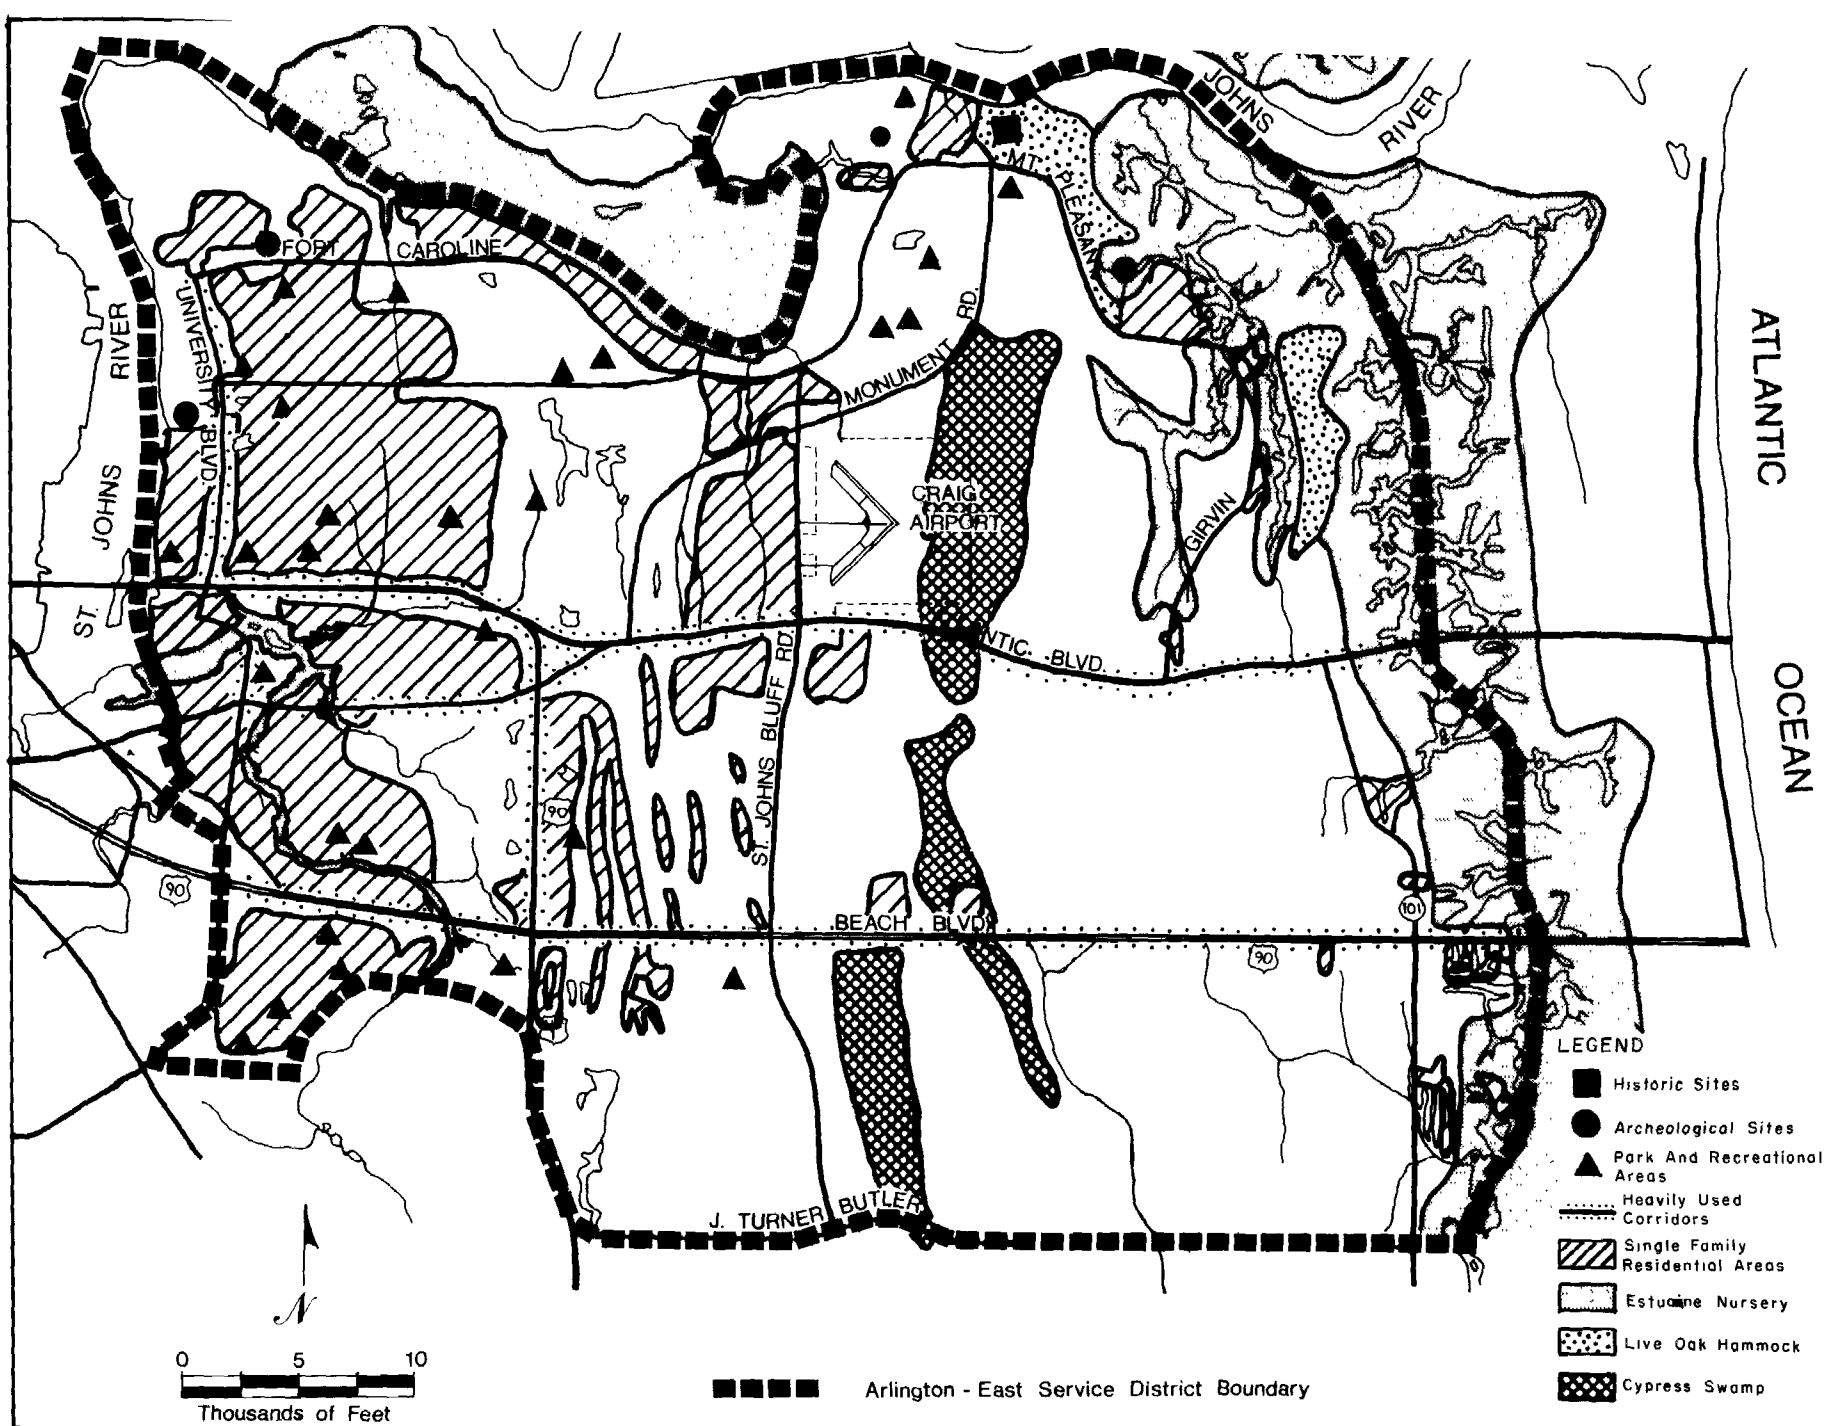 JOHNS
RIVER
MT.
PLEASANT
FORT CAROLINE
UNIVERSITY
BLVD.
RD.
MONUMENT
ST. JOHNS RIVER
CRAIG
AIRPORT
GIRVIN
ATLANTIC
OCEAN
NTIC BLVD.
ST. JOHNS BLUFF RD.
90
90
BEACH BLVD.
101
90
J. TURNER BUTLER
N
LEGEND
Historic Sites
Archeological Sites
Park And Recreational
Areas
Heavily Used
Corridors
Single Family
Residential Areas
Estuarine Nursery
Live Oak Hammock
Cypress Swamp
0 5 10
Thousands of Feet
Arlington - East Service District Boundary